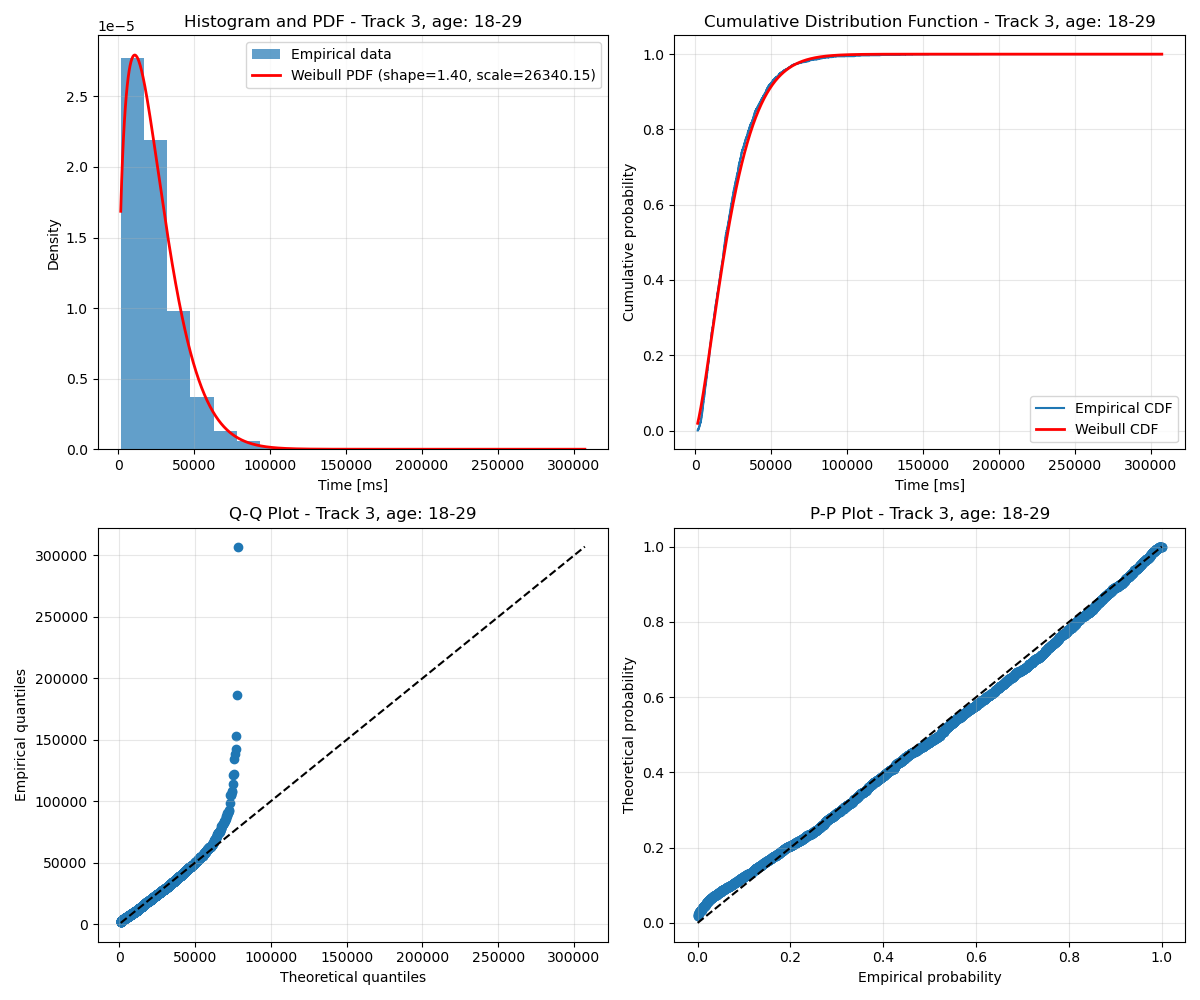 Histogram and PDF - Track 3, age: 18-29
1e−5
Empirical data
Weibull PDF (shape=1.40, scale=26340.15)
2.5
2.0
1.5
1.0
0.5
0.0
Density
0 50000 100000 150000 200000 250000 300000
Time [ms]
Cumulative Distribution Function - Track 3, age: 18-29
1.0
0.8
0.6
0.4
0.2
0.0
Cumulative probability
Empirical CDF
Weibull CDF
0 50000 100000 150000 200000 250000 300000
Time [ms]
Q-Q Plot - Track 3, age: 18-29
300000
250000
200000
150000
100000
50000
0
Empirical quantiles
0 50000 100000 150000 200000 250000 300000
Theoretical quantiles
P-P Plot - Track 3, age: 18-29
1.0
0.8
0.6
0.4
0.2
0.0
Theoretical probability
0.0 0.2 0.4 0.6 0.8 1.0
Empirical probability